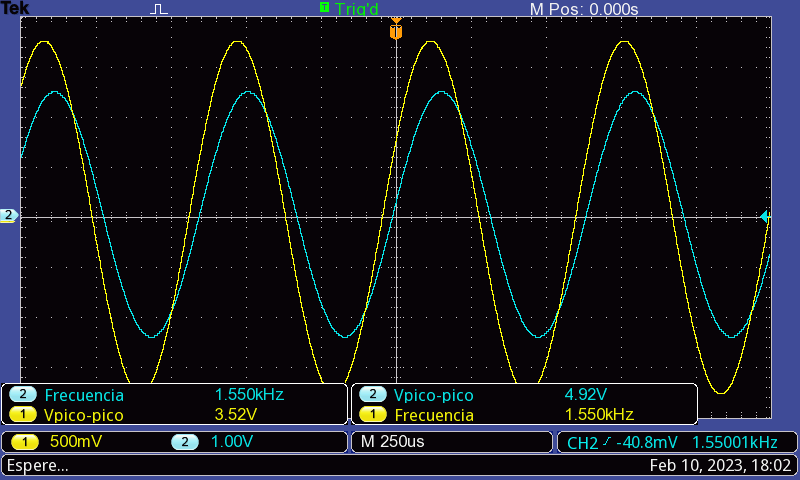 Tek T Trig'd M Pos: 0.000s
T
2
2 Frecuencia 1.550kHz 2 Vpico-pico 4.92V
1 Vpico-pico 3.52V 1 Frecuencia 1.550kHz
1 500mV 2 1.00V M 250us CH2 -40.8mV 1.55001kHz
Espere... Feb 10, 2023, 18:02